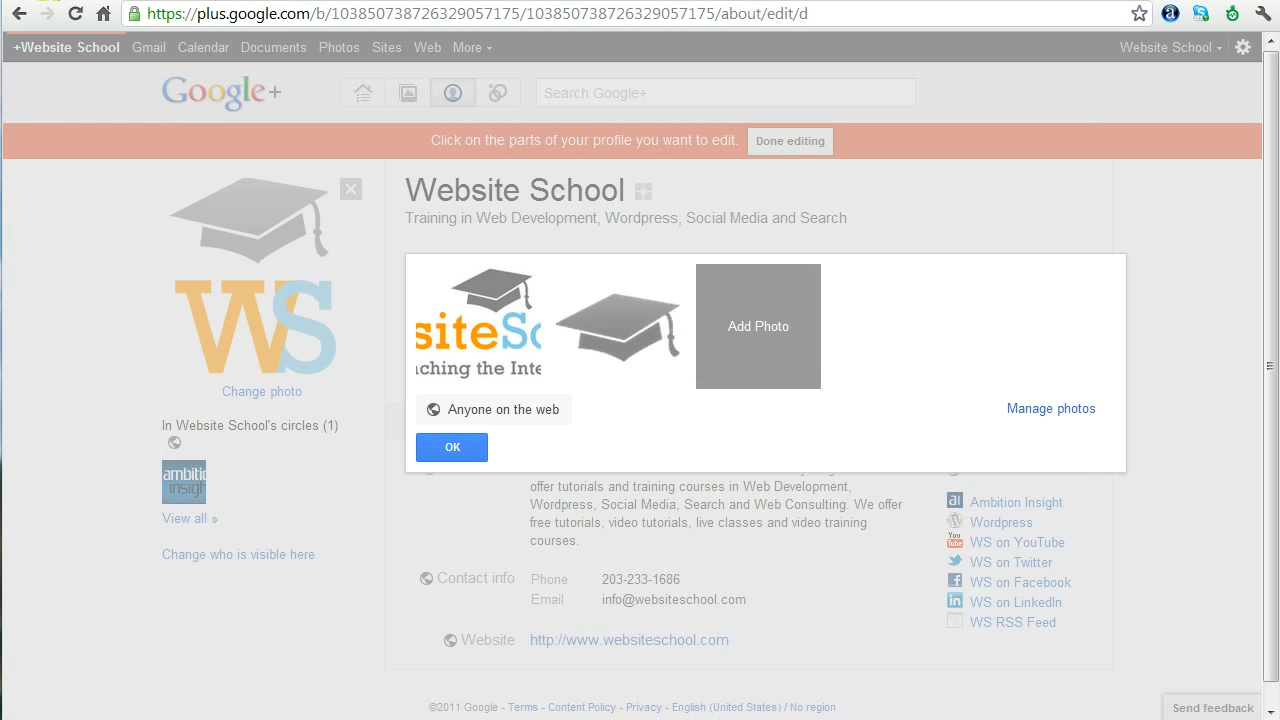 https://plus.google.com/b/103850738726329057175/103850738726329057175/about/edit/d
+Website School Gmail Calendar Documents Photos Sites Web More
Website School
Google+
Search Google+
Click on the parts of your profile you want to edit. Done editing
Website School
Training in Web Development, Wordpress, Social Media and Search
WS
Change photo
In Website School's circles (1)
ambitio
insigh
View all »
Change who is visible here
siteSc
ching the Inte
Add Photo
Anyone on the web
Manage photos
OK
offer tutorials and training courses in Web Development,
Wordpress, Social Media, Search and Web Consulting. We offer
free tutorials, video tutorials, live classes and video training
courses.
Contact info
Phone 203-233-1686
Email info@websiteschool.com
Website http://www.websiteschool.com
ai Ambition Insight
Wordpress
You Tube WS on YouTube
WS on Twitter
WS on Facebook
in WS on LinkedIn
WS RSS Feed
©2011 Google - Terms - Content Policy - Privacy - English (United States) / No region
Send feedback